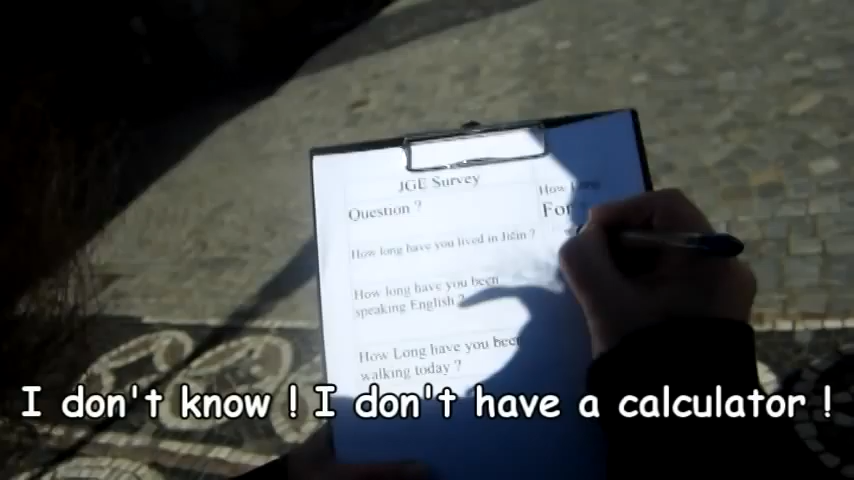 JGE Survey
Question ?
How
For
How long have you lived in Jičín ?
How long have you been
speaking English ?
How Long have you been
walking today ?
I don't know ! I don't have a calculator !